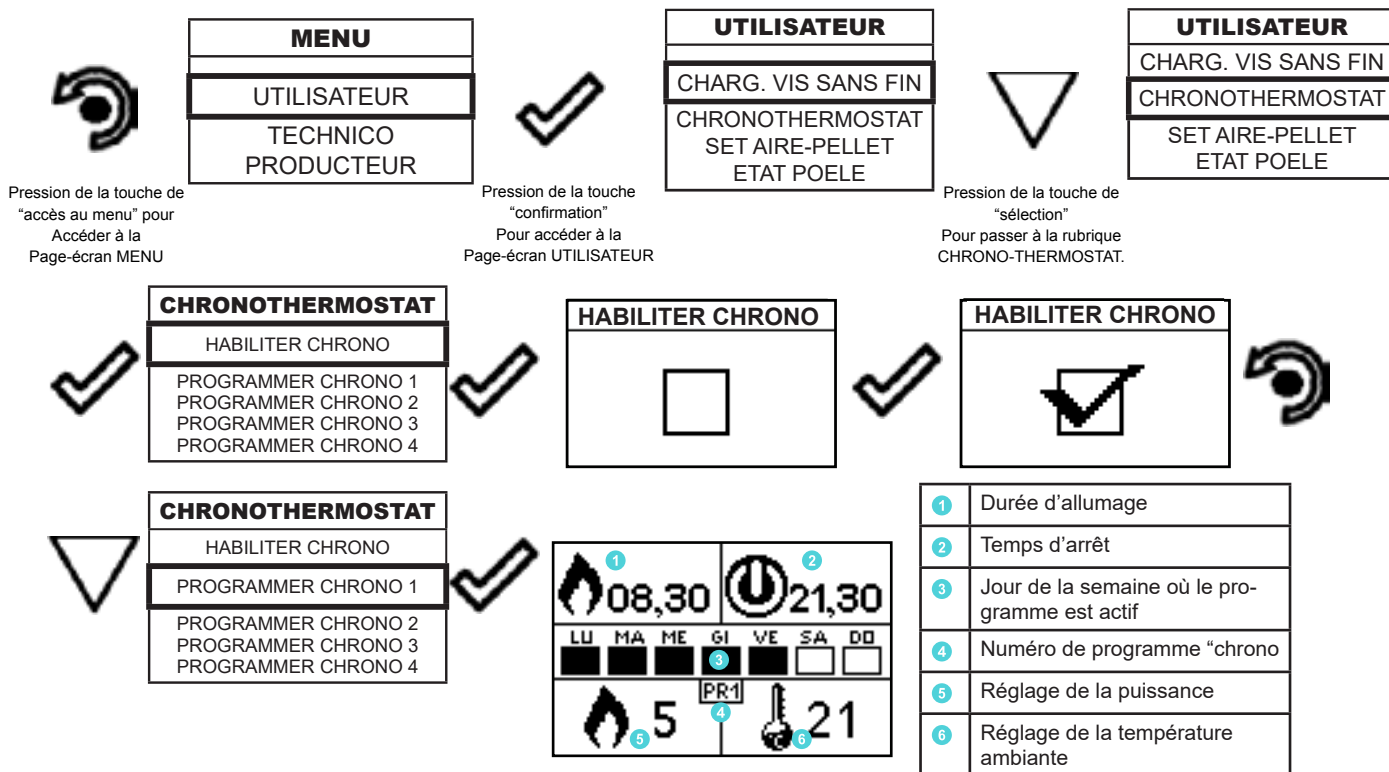 MENU
UTILISATEUR
TECHNICO
PRODUCTEUR
Pression de la touche de
“accès au menu” pour
Accéder à la
Page-écran MENU
UTILISATEUR
CHARG. VIS SANS FIN
CHRONOTHERMOSTAT
SET AIRE-PELLET
ETAT POELE
Pression de la touche
“confirmation”
Pour accéder à la
Page-écran UTILISATEUR
UTILISATEUR
CHARG. VIS SANS FIN
CHRONOTHERMOSTAT
SET AIRE-PELLET
ETAT POELE
Pression de la touche de
“sélection”
Pour passer à la rubrique
CHRONO-THERMOSTAT.
CHRONOTHERMOSTAT
HABILITER CHRONO
PROGRAMMER CHRONO 1
PROGRAMMER CHRONO 2
PROGRAMMER CHRONO 3
PROGRAMMER CHRONO 4
HABILITER CHRONO
HABILITER CHRONO
CHRONOTHERMOSTAT
HABILITER CHRONO
PROGRAMMER CHRONO 1
PROGRAMMER CHRONO 2
PROGRAMMER CHRONO 3
PROGRAMMER CHRONO 4
1 08,30 2 21,30
LU MA ME GI VE SA DO
3
PR1
4
5 5 6 21
1 Durée d’allumage
2 Temps d’arrêt
3 Jour de la semaine où le pro-
gramme est actif
4 Numéro de programme “chrono
5 Réglage de la puissance
6 Réglage de la température
ambiante